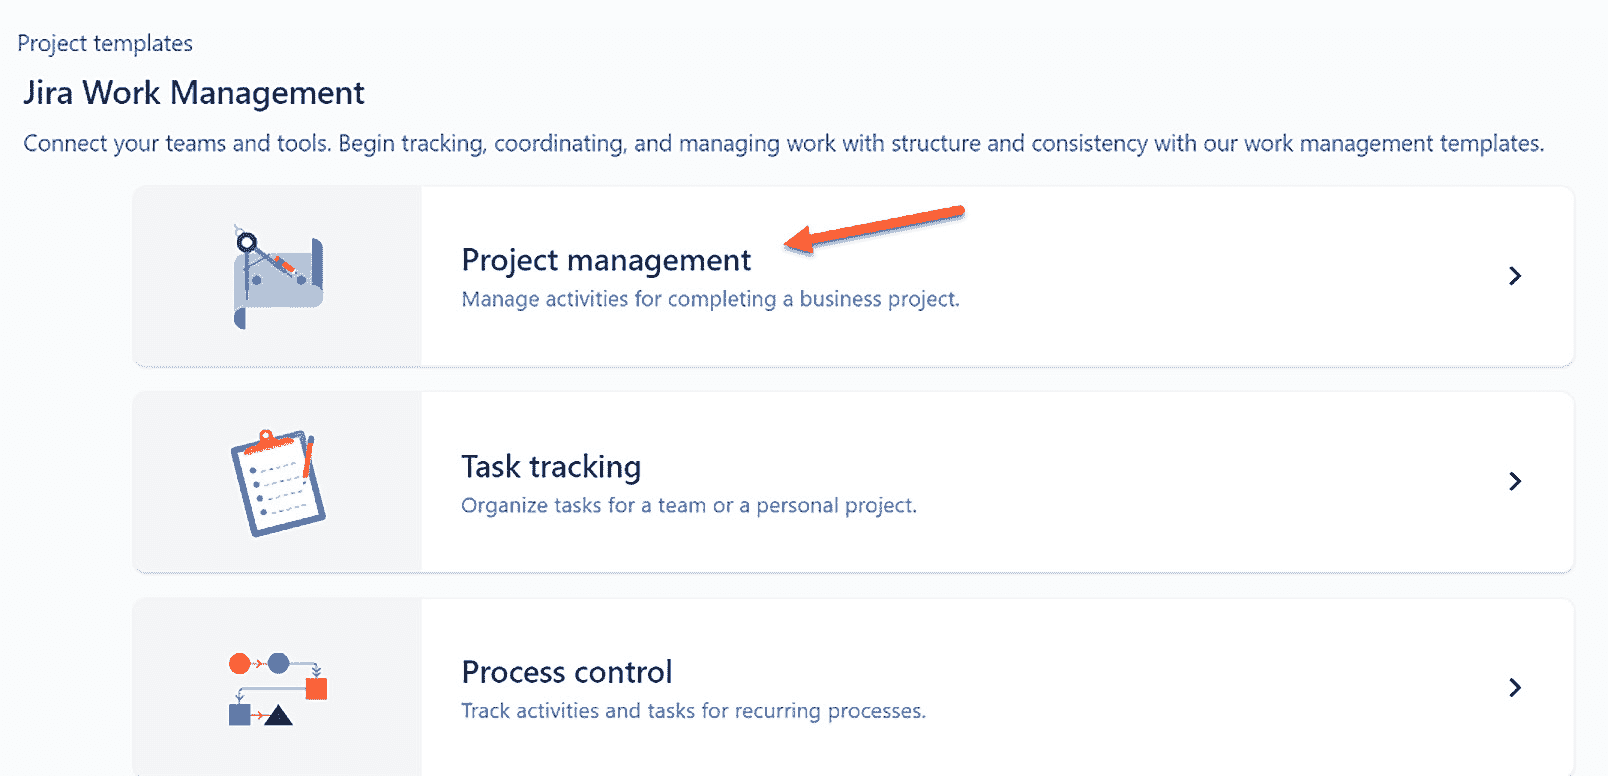 Project templates
Jira Work Management
Connect your teams and tools. Begin tracking, coordinating, and managing work with structure and consistency with our work management templates.
Project management
Manage activities for completing a business project.
Task tracking
Organize tasks for a team or a personal project.
Process control
Track activities and tasks for recurring processes.